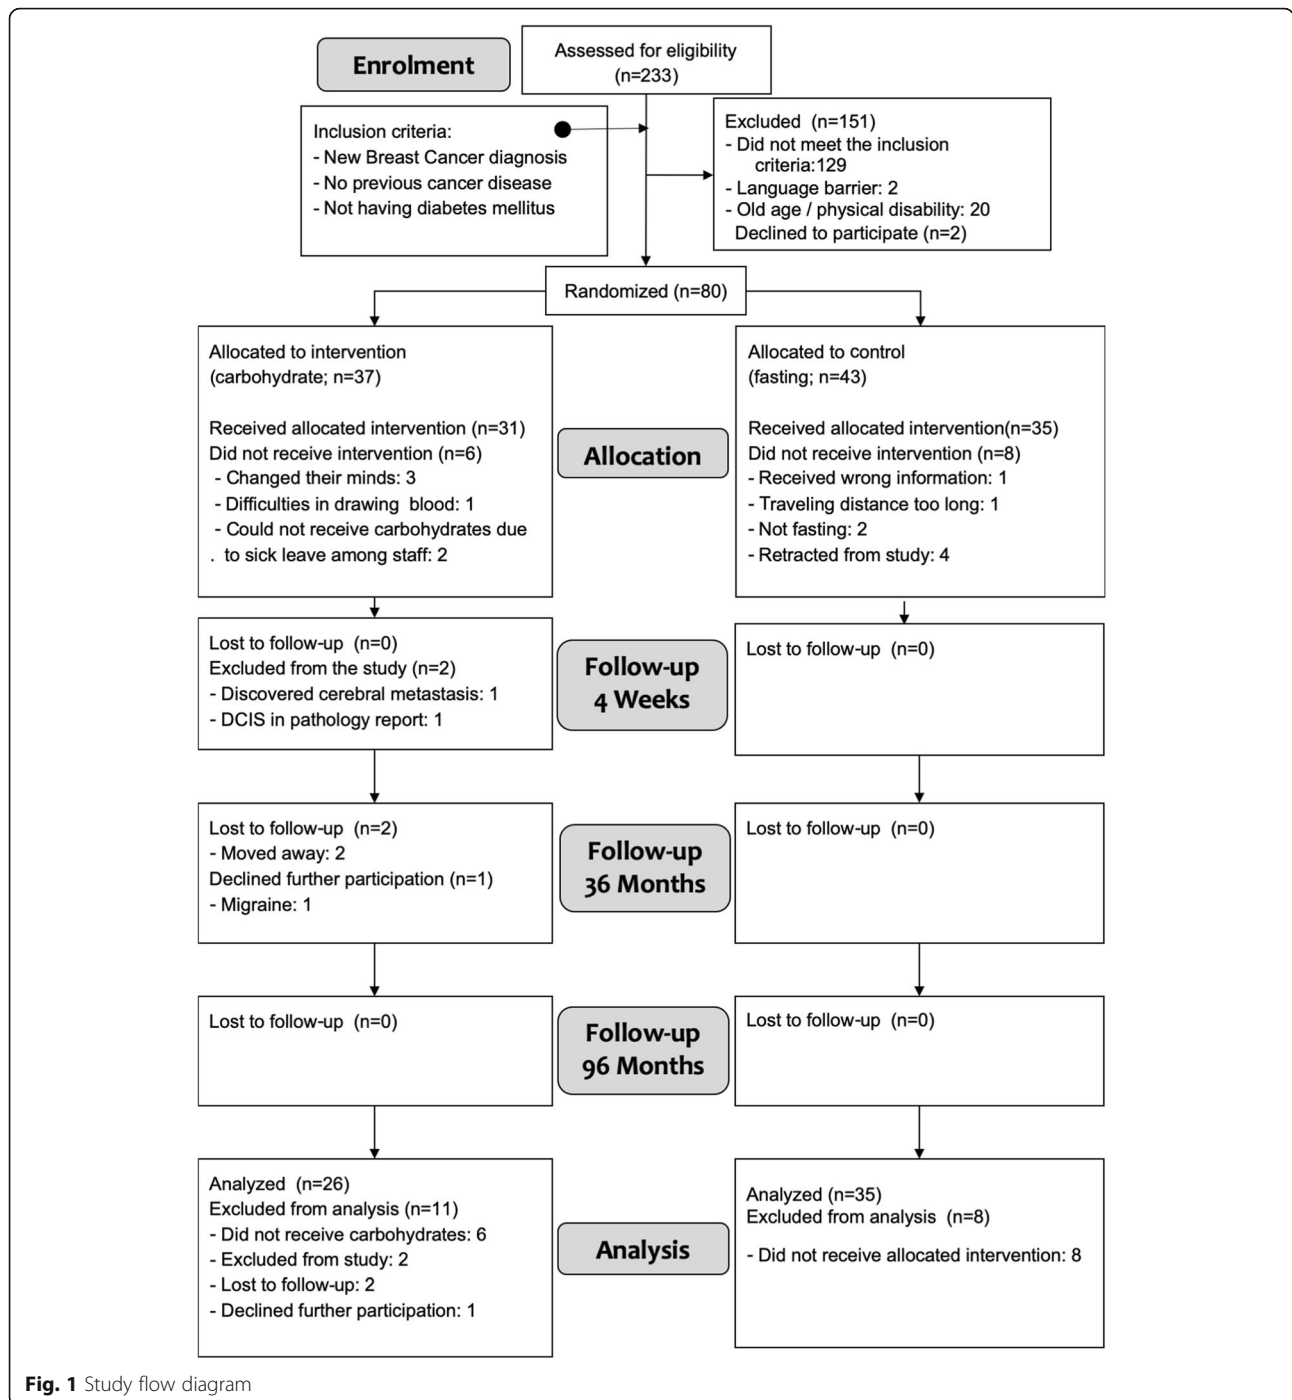 Enrolment
Assessed for eligibility
(n=233)
Inclusion criteria:
- New Breast Cancer diagnosis
- No previous cancer disease
- Not having diabetes mellitus
Excluded (n=151)
- Did not meet the inclusion
criteria:129
- Language barrier: 2
- Old age / physical disability: 20
Declined to participate (n=2)
Randomized (n=80)
Allocated to intervention
(carbohydrate; n=37)
Received allocated intervention (n=31)
Did not receive intervention (n=6)
- Changed their minds: 3
- Difficulties in drawing blood: 1
- Could not receive carbohydrates due
. to sick leave among staff: 2
Allocation
Allocated to control
(fasting; n=43)
Received allocated intervention(n=35)
Did not receive intervention (n=8)
- Received wrong information: 1
- Traveling distance too long: 1
- Not fasting: 2
- Retracted from study: 4
Lost to follow-up (n=0)
Excluded from the study (n=2)
- Discovered cerebral metastasis: 1
- DCIS in pathology report: 1
Follow-up
4 Weeks
Lost to follow-up (n=0)
Lost to follow-up (n=2)
- Moved away: 2
Declined further participation (n=1)
- Migraine: 1
Follow-up
36 Months
Lost to follow-up (n=0)
Lost to follow-up (n=0)
Follow-up
96 Months
Lost to follow-up (n=0)
Analyzed (n=26)
Excluded from analysis (n=11)
- Did not receive carbohydrates: 6
- Excluded from study: 2
- Lost to follow-up: 2
- Declined further participation: 1
Analysis
Analyzed (n=35)
Excluded from analysis (n=8)
- Did not receive allocated intervention: 8
Fig. 1 Study flow diagram